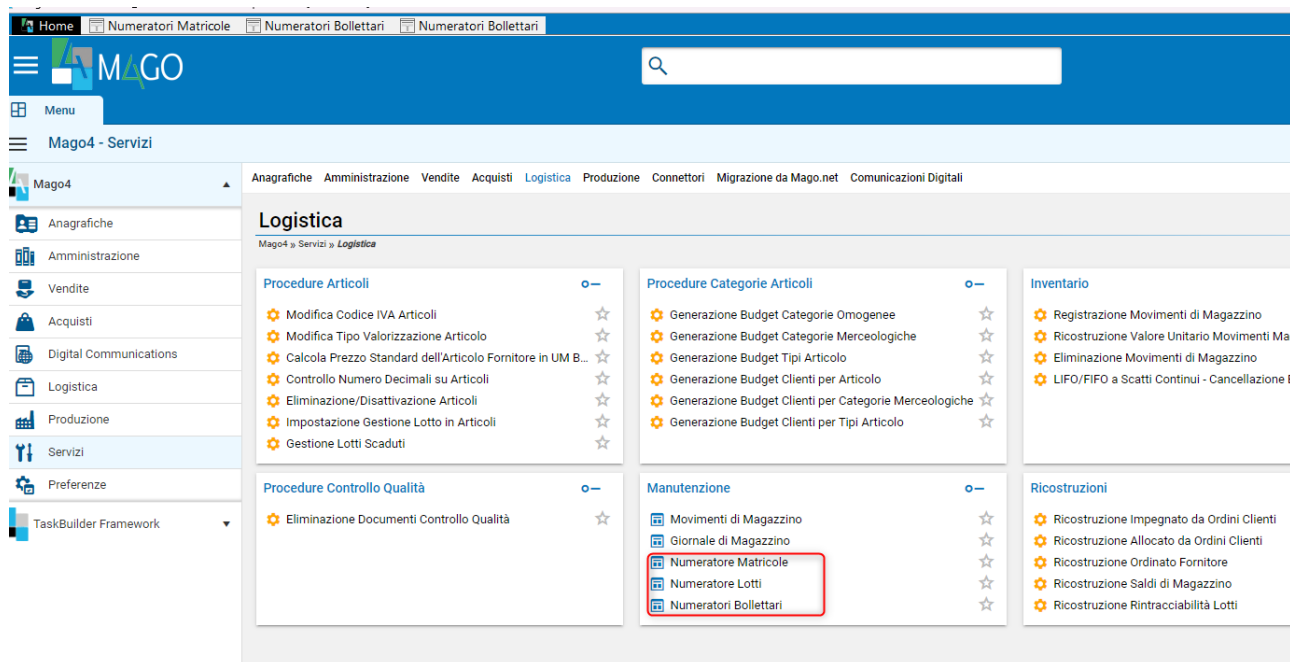 Home Numeratori Matricole Numeratori Bollettari Numeratori Bollettari
MAGO
Menu
Mago4 - Servizi
Mago4
Anagrafiche
Amministrazione
Vendite
Acquisti
Digital Communications
Logistica
Produzione
Servizi
Preferenze
TaskBuilder Framework
Anagrafiche Amministrazione Vendite Acquisti Logistica Produzione Connettori Migrazione da Mago.net Comunicazioni Digitali
Logistica
Mago4 » Servizi » Logistica
Procedure Articoli
Modifica Codice IVA Articoli
Modifica Tipo Valorizzazione Articolo
Calcola Prezzo Standard dell'Articolo Fornitore in UM B...
Controllo Numero Decimali su Articoli
Eliminazione/Disattivazione Articoli
Impostazione Gestione Lotto in Articoli
Gestione Lotti Scaduti
Procedure Categorie Articoli
Generazione Budget Categorie Omogenee
Generazione Budget Categorie Merceologiche
Generazione Budget Tipi Articolo
Generazione Budget Clienti per Articolo
Generazione Budget Clienti per Categorie Merceologiche
Generazione Budget Clienti per Tipi Articolo
Inventario
Registrazione Movimenti di Magazzino
Ricostruzione Valore Unitario Movimenti Ma
Eliminazione Movimenti di Magazzino
LIFO/FIFO a Scatti Continui - Cancellazione
Procedure Controllo Qualità
Eliminazione Documenti Controllo Qualità
Manutenzione
Movimenti di Magazzino
Giornale di Magazzino
Numeratore Matricole
Numeratore Lotti
Numeratori Bollettari
Ricostruzioni
Ricostruzione Impegnato da Ordini Clienti
Ricostruzione Allocato da Ordini Clienti
Ricostruzione Ordinato Fornitore
Ricostruzione Saldi di Magazzino
Ricostruzione Rintracciabilità Lotti